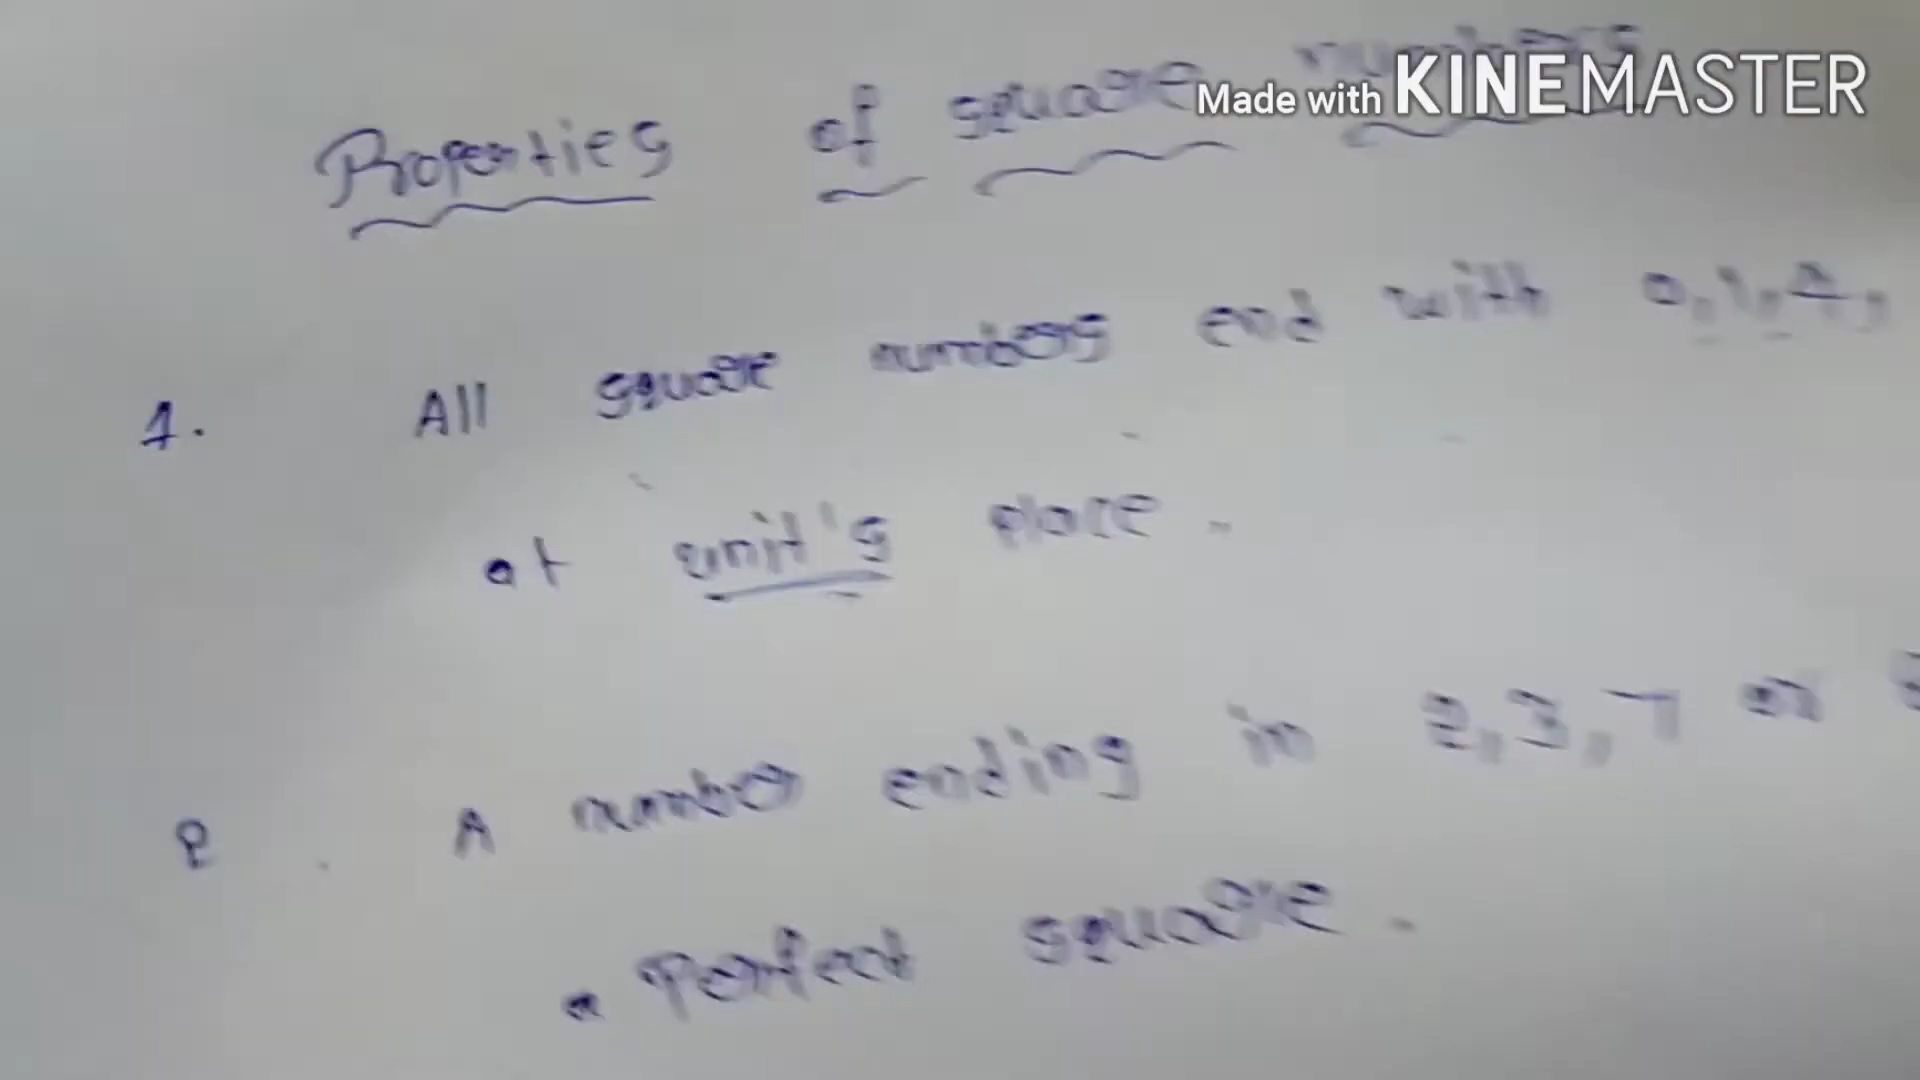 Properties of square numbers
Made with KINEMASTER
1. All square numbers end with 0, 1, 4,
at unit's place.
2. A number ending in 2, 3, 7 or
a perfect square.